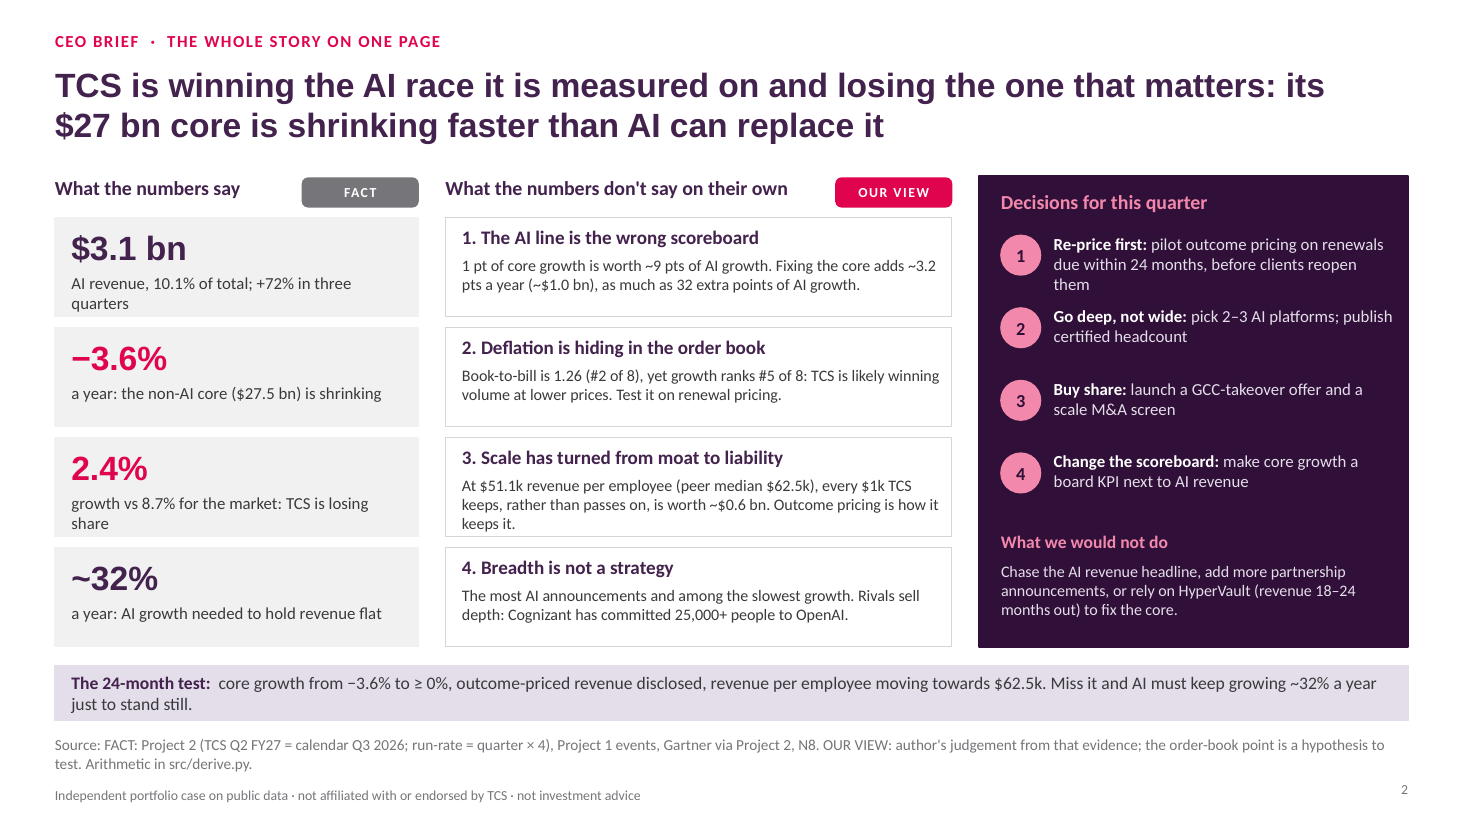 CEO BRIEF · THE WHOLE STORY ON ONE PAGE
TCS is winning the AI race it is measured on and losing the one that matters: its
$27 bn core is shrinking faster than AI can replace it
What the numbers say
FACT
$3.1 bn
AI revenue, 10.1% of total; +72% in three
quarters
−3.6%
a year: the non-AI core ($27.5 bn) is shrinking
2.4%
growth vs 8.7% for the market: TCS is losing
share
~32%
a year: AI growth needed to hold revenue flat
What the numbers don't say on their own
OUR VIEW
1. The AI line is the wrong scoreboard
1 pt of core growth is worth ~9 pts of AI growth. Fixing the core adds ~3.2
pts a year (~$1.0 bn), as much as 32 extra points of AI growth.
2. Deflation is hiding in the order book
Book-to-bill is 1.26 (#2 of 8), yet growth ranks #5 of 8: TCS is likely winning
volume at lower prices. Test it on renewal pricing.
3. Scale has turned from moat to liability
At $51.1k revenue per employee (peer median $62.5k), every $1k TCS
keeps, rather than passes on, is worth ~$0.6 bn. Outcome pricing is how it
keeps it.
4. Breadth is not a strategy
The most AI announcements and among the slowest growth. Rivals sell
depth: Cognizant has committed 25,000+ people to OpenAI.
Decisions for this quarter
1
Re-price first: pilot outcome pricing on renewals
due within 24 months, before clients reopen
them
2
Go deep, not wide: pick 2–3 AI platforms; publish
certified headcount
3
Buy share: launch a GCC-takeover offer and a
scale M&A screen
4
Change the scoreboard: make core growth a
board KPI next to AI revenue
What we would not do
Chase the AI revenue headline, add more partnership
announcements, or rely on HyperVault (revenue 18–24
months out) to fix the core.
The 24-month test: core growth from −3.6% to ≥ 0%, outcome-priced revenue disclosed, revenue per employee moving towards $62.5k. Miss it and AI must keep growing ~32% a year
just to stand still.
Source: FACT: Project 2 (TCS Q2 FY27 = calendar Q3 2026; run-rate = quarter × 4), Project 1 events, Gartner via Project 2, N8. OUR VIEW: author's judgement from that evidence; the order-book point is a hypothesis to
test. Arithmetic in src/derive.py.
Independent portfolio case on public data · not affiliated with or endorsed by TCS · not investment advice
2